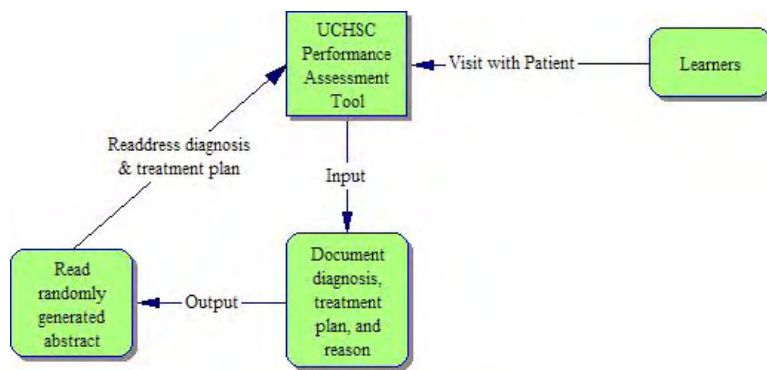 UCHSC
Performance
Assessment
Tool
Visit with Patient
Learners
Readdress diagnosis
& treatment plan
Input
Document
diagnosis,
treatment
plan, and
reason
Output
Read
randomly
generated
abstract